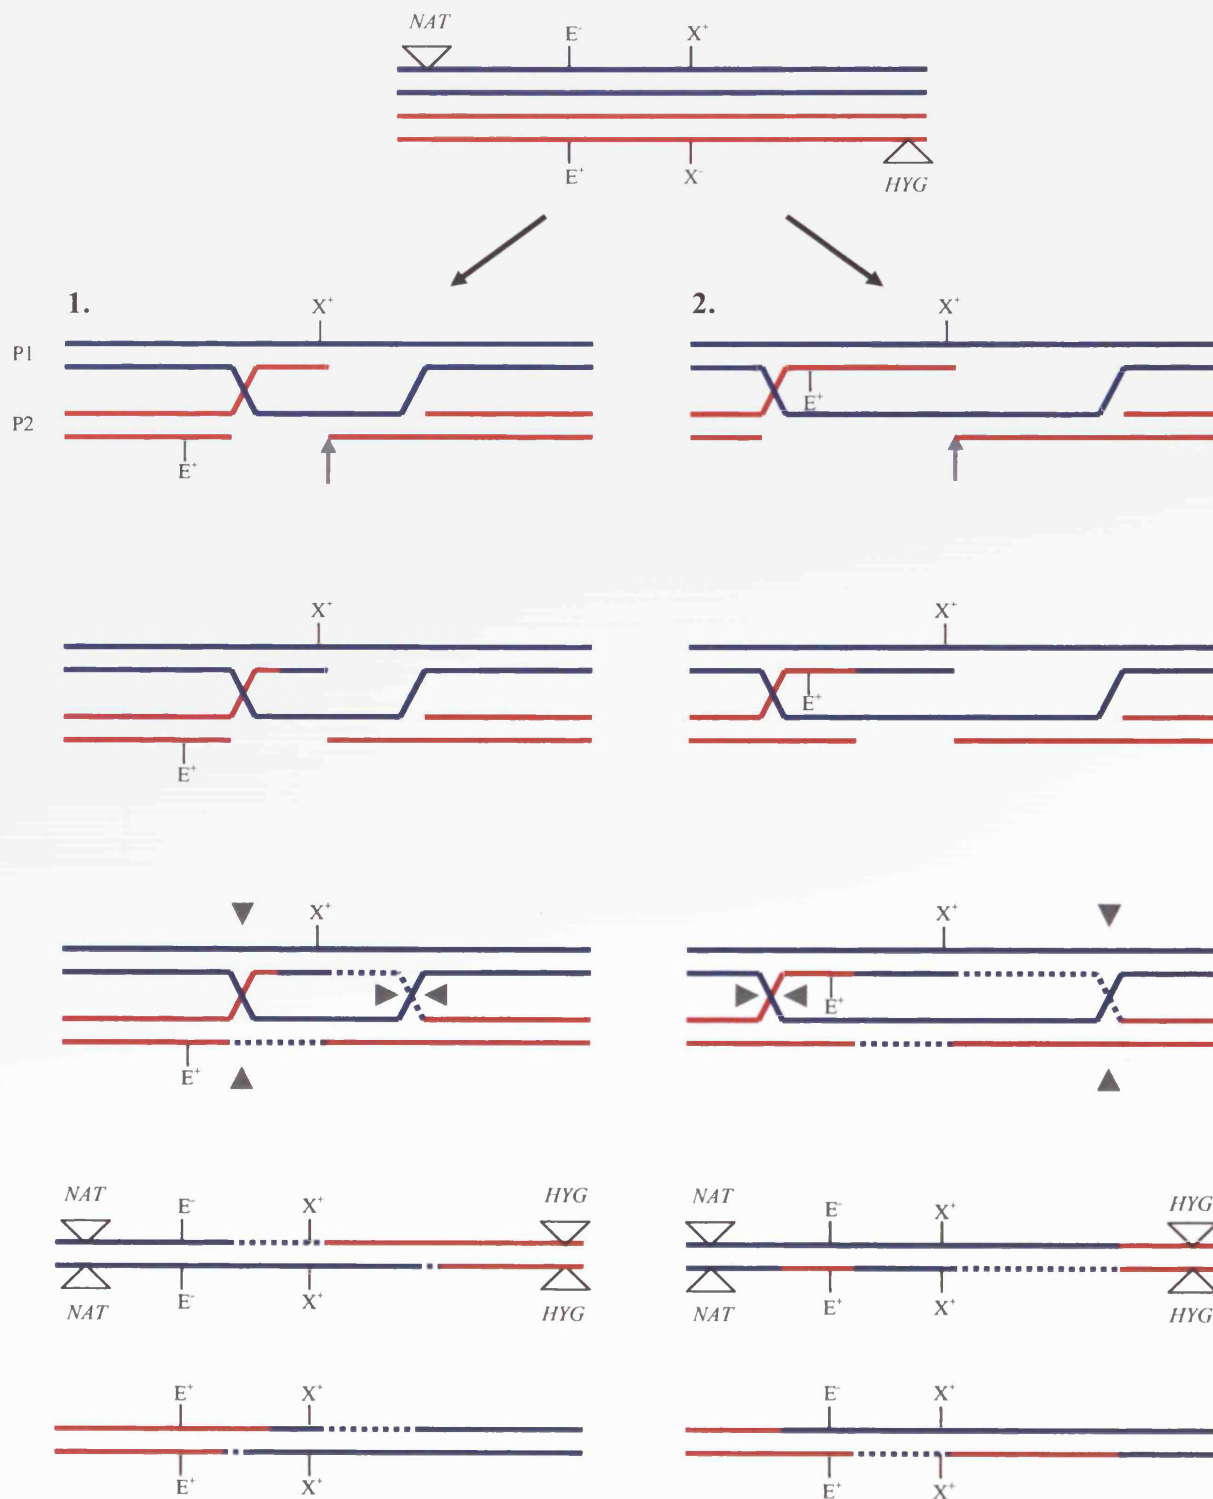 NAT
E⁻ X⁺
E⁺ X⁻
HYG
1. 2.
X⁺ X⁺
P1
E⁺
P2
E⁺
X⁺ X⁺
E⁺
E⁺
X⁺ X⁺
E⁺
E⁺
NAT E⁻ X⁺ HYG NAT E⁻ X⁺ HYG
NAT E⁻ X⁺ HYG NAT E⁺ X⁺ HYG
E⁺ X⁺ E⁻ X⁺
E⁺ X⁺ E⁺ X⁺